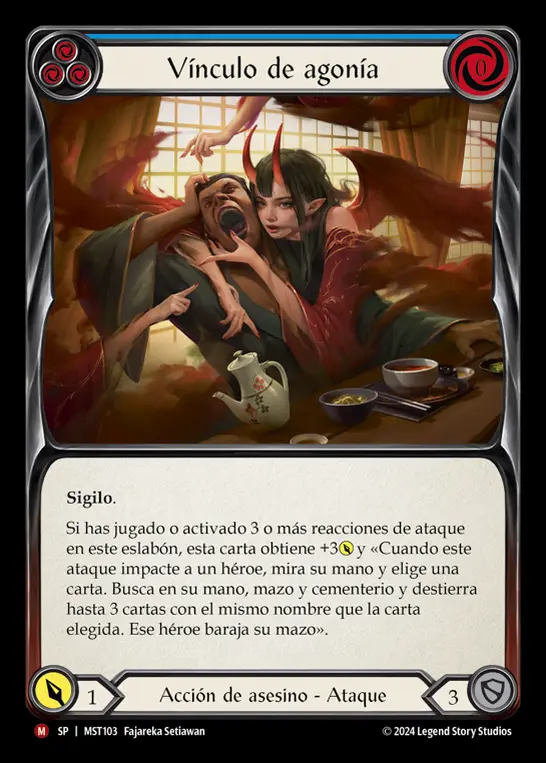 Vínculo de agonía
0
Sigilo.
Si has jugado o activado 3 o más reacciones de ataque
en este eslabón, esta carta obtiene +3 y «Cuando este
ataque impacte a un héroe, mira su mano y elige una
carta. Busca en su mano, mazo y cementerio y destierra
hasta 3 cartas con el mismo nombre que la carta
elegida. Ese héroe baraja su mazo».
1
Acción de asesino - Ataque
3
M SP | MST103 Fajareka Setiawan
© 2024 Legend Story Studios